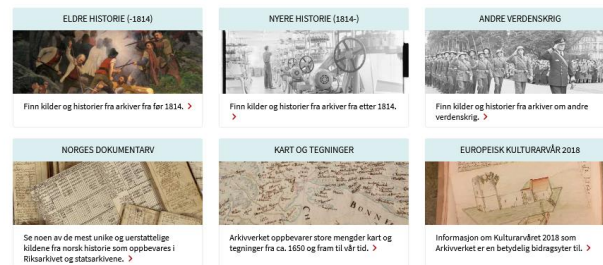 ELDRE HISTORIE (-1814)
Finn kilder og historier fra arkiver fra før 1814. >
NYERE HISTORIE (1814-)
Finn kilder og historier fra arkiver fra etter 1814.
>
ANDRE VERDENSKRIG
Finn kilder og historier fra arkiver om andre
verdenskrig. >
NORGES DOKUMENTARV
Se noen av de mest unike og uerstattelige
kildene fra norsk historie som oppbevares i
Riksarkivet og statsarkivene. >
KART OG TEGNINGER
Arkivverket oppbevarer store mengder kart og
tegninger fra ca. 1650 og fram til vår tid. >
EUROPEISK KULTURARVÅR 2018
Informasjon om Kulturarvåret 2018 som
Arkivverket er en betydelig bidragsyter til. >